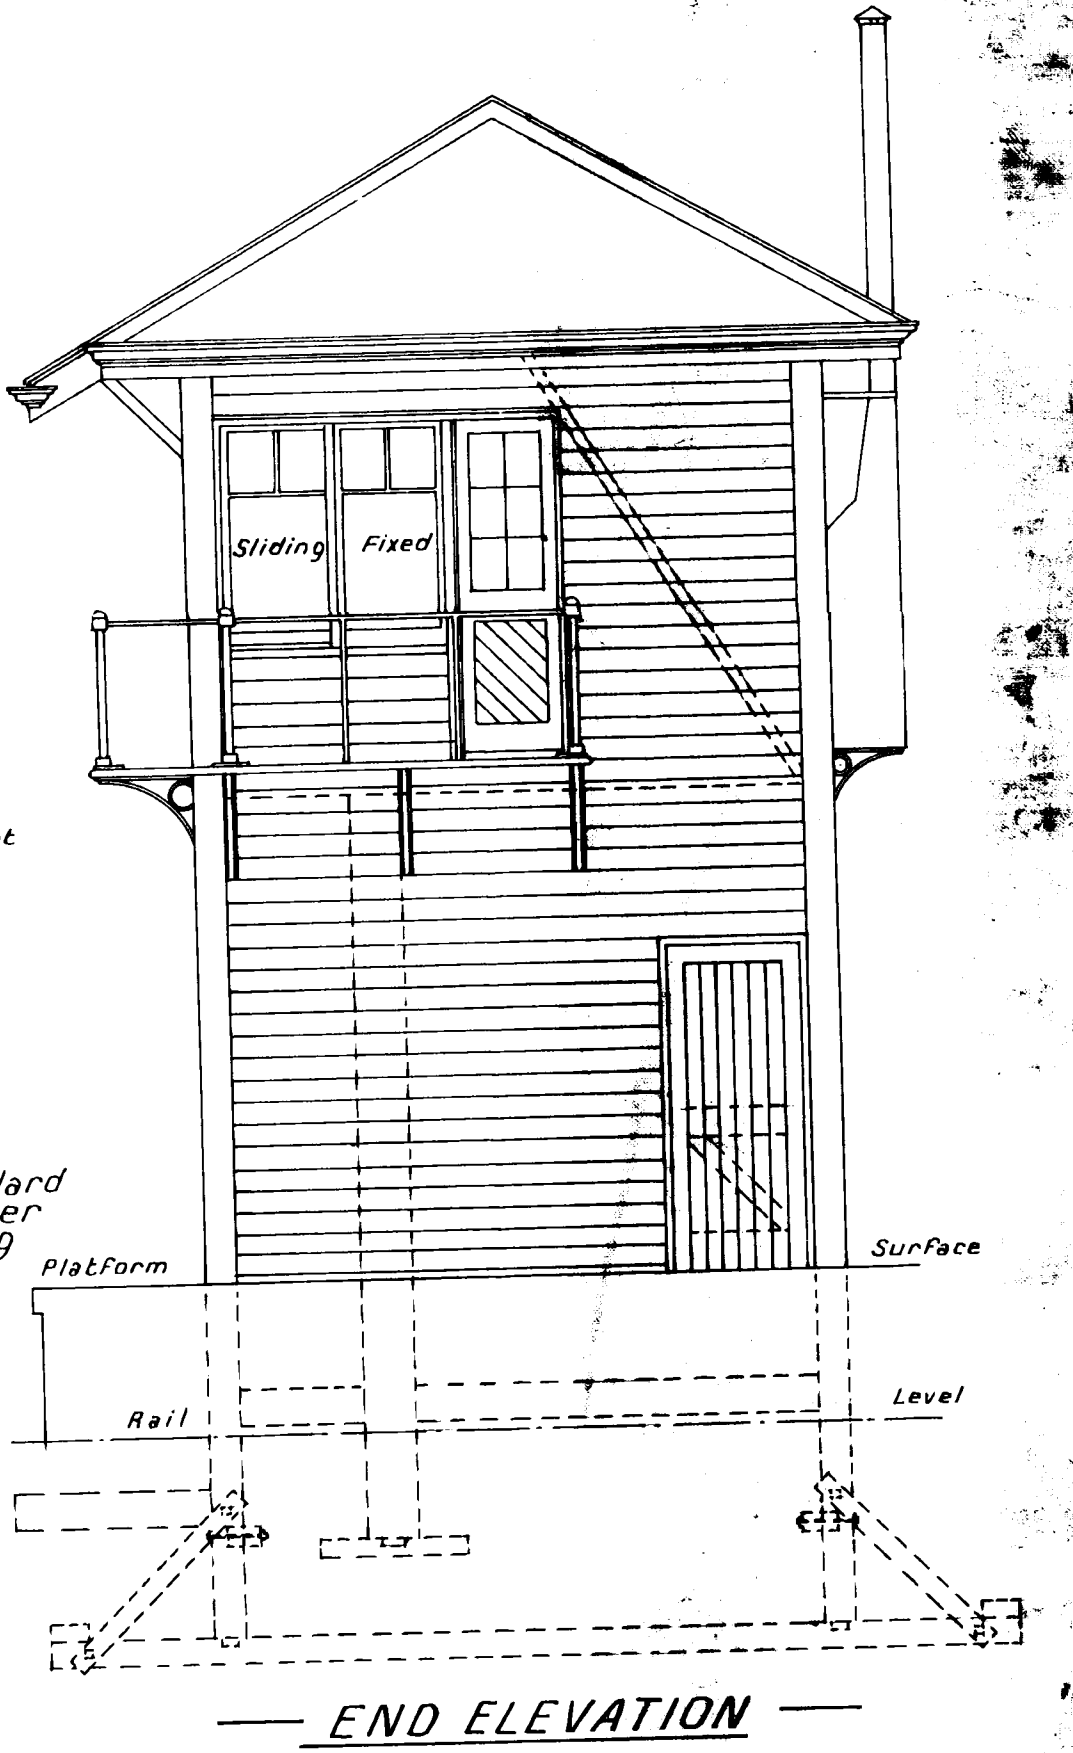 Sliding Fixed
Platform Surface
Rail Level
END ELEVATION